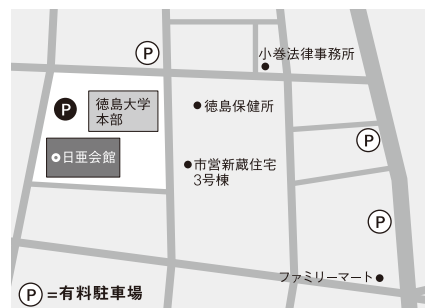 Ⓟ
小巻法律事務所
Ⓟ
徳島大学
本部
徳島保健所
日亜会館
市営新蔵住宅
3号棟
Ⓟ
Ⓟ
ファミリーマート
Ⓟ=有料駐車場